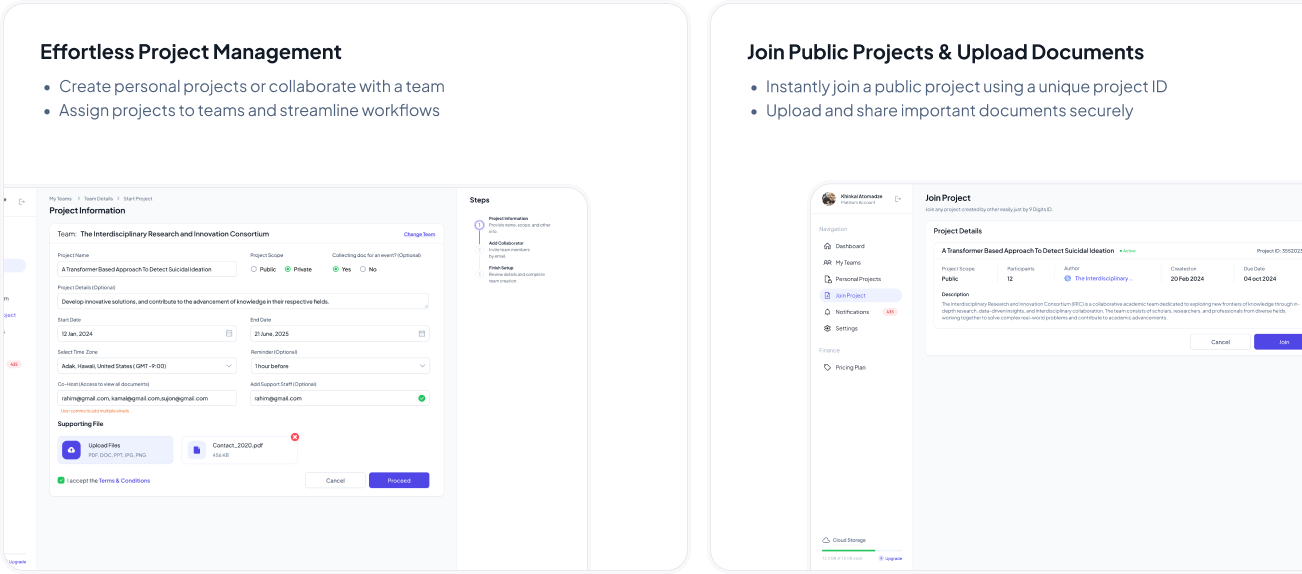 Effortless Project Management
• Create personal projects or collaborate with a team
• Assign projects to teams and streamline workflows
My Teams > Team Details > Start Project
Project Information
Team: The Interdisciplinary Research and Innovation Consortium
Change Team
Project Name
A Transformer Based Approach To Detect Suicidal Ideation
Project Scope
Public
Private
Collecting doc for an event? (Optional)
Yes
No
Project Details (Optional)
Develop innovative solutions, and contribute to the advancement of knowledge in their respective fields.
Start Date
12 Jan, 2024
End Date
21 June, 2025
Select Time Zone
Adak, Hawaii, United States ( GMT -9:00)
Reminder (Optional)
1 hour before
Co-Host (Access to view all documents)
rahim@gmail.com, kamal@gmail.com,sujon@gmail.com
Use comma to add multiple emails
Add Support Staff (Optional)
rahim@gmail.com
Supporting File
Upload Files
PDF, DOC, PPT, JPG, PNG
Contact_2020.pdf
456 KB
I accept the Terms & Conditions
Cancel
Proceed
435
Upgrade
Steps
1
Project Information
Provide name, scope, and other
info.
Add Collaborator
Invite team members
by email.
Finish Setup
Review details and complete
team creation
Join Public Projects & Upload Documents
• Instantly join a public project using a unique project ID
• Upload and share important documents securely
Khinkal Atomadze
Platinum Account
Navigation
Dashboard
My Teams
Personal Projects
Join Project
Notifications 435
Settings
Finance
Pricing Plan
Cloud Storage
Upgrade
Join Project
Join any project created by other easily just by 9 Digits ID.
Project Details
A Transformer Based Approach To Detect Suicidal Ideation
Active
Project ID: 3552023
Project Scope
Public
Participants
12
Author
The Interdisciplinary...
Created on
20 Feb 2024
Due Date
04 oct 2024
Description
The Interdisciplinary Research and Innovation Consortium (IRIC) is a collaborative academic team dedicated to exploring new frontiers of knowledge through in-
depth research, data-driven insights, and interdisciplinary collaboration. The team consists of scholars, researchers, and professionals from diverse fields,
working together to solve complex real-world problems and contribute to academic advancements.
Cancel
Join